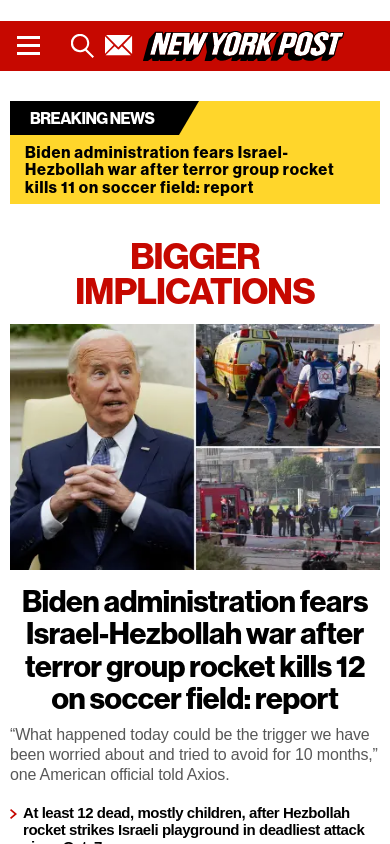 NEW YORK POST
BREAKING NEWS
Biden administration fears Israel-
Hezbollah war after terror group rocket
kills 11 on soccer field: report
BIGGER
IMPLICATIONS
Biden administration fears
Israel-Hezbollah war after
terror group rocket kills 12
on soccer field: report
“What happened today could be the trigger we have
been worried about and tried to avoid for 10 months,”
one American official told Axios.
At least 12 dead, mostly children, after Hezbollah
rocket strikes Israeli playground in deadliest attack